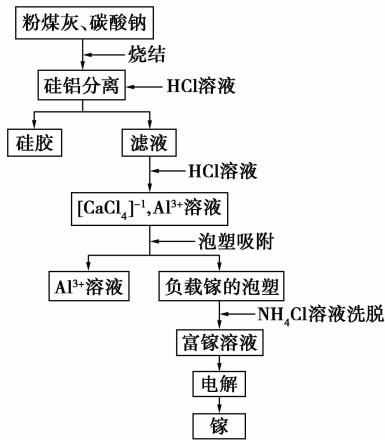 粉煤灰、碳酸钠
烧结
硅铝分离
HCl溶液
硅胶
滤液
HCl溶液
[CaCl₄]⁻¹,Al³⁺溶液
泡塑吸附
Al³⁺溶液
负载镓的泡塑
NH₄Cl溶液洗脱
富镓溶液
电解
镓